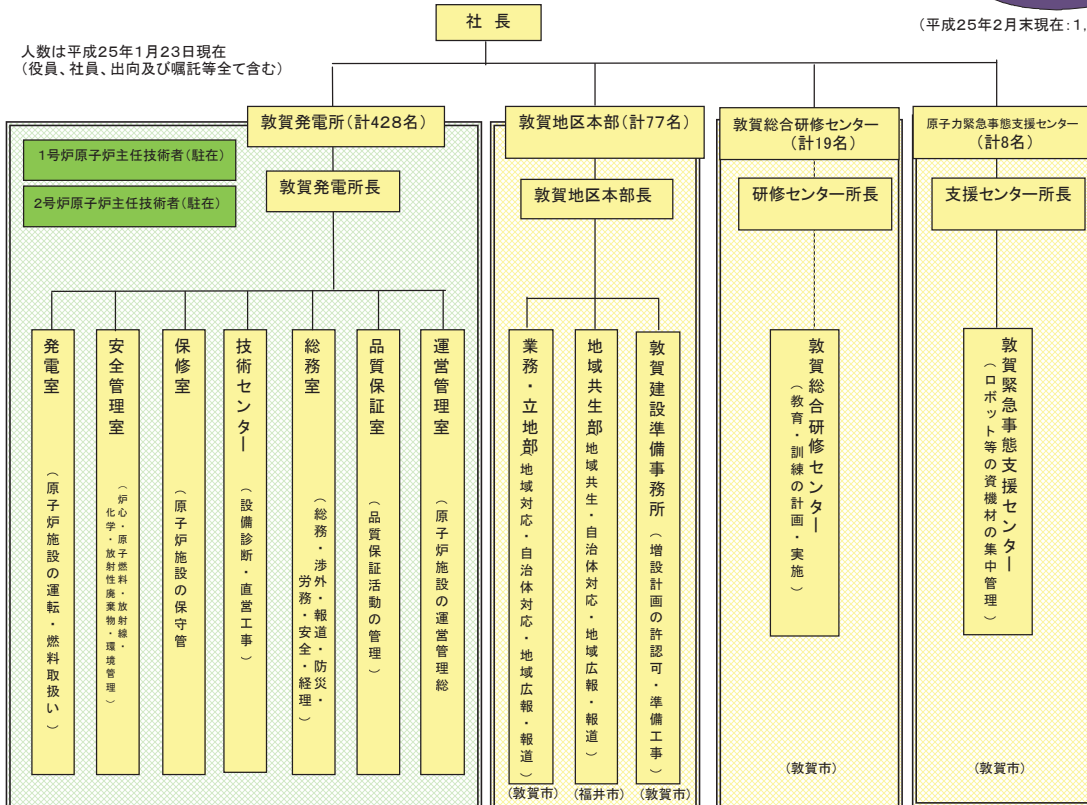 社 長
(平成25年2月末現在:1,
人数は平成25年1月23日現在
(役員、社員、出向及び嘱託等全て含む)
敦賀発電所(計428名)
1号炉原子炉主任技術者(駐在)
2号炉原子炉主任技術者(駐在)
敦賀発電所長
発電室
(原子炉施設の運転・燃料取扱い)
安全管理室
(炉心・原子燃料・放射線・
化学・放射性廃棄物・環境管理)
保修室
(原子炉施設の保守管
技術センター
(設備診断・直営工事)
総務室
(総務・渉外・報道・防災・
労務・安全・経理)
品質保証室
(品質保証活動の管理)
運営管理室
(原子炉施設の運営管理総
敦賀地区本部(計77名)
敦賀地区本部長
業務・立地部(地域対応・自治体対応・地域広報・報道)
(敦賀市)
地域共生部(地域共生・自治体対応・地域広報・報道)
(福井市)
敦賀建設準備事務所(増設計画の許認可・準備工事)
(敦賀市)
敦賀総合研修センター
(計19名)
研修センター所長
敦賀総合研修センター
(教育・訓練の計画・実施)
(敦賀市)
原子力緊急事態支援センター
(計8名)
支援センター所長
敦賀緊急事態支援センター
(ロボット等の資機材の集中管理)
(敦賀市)